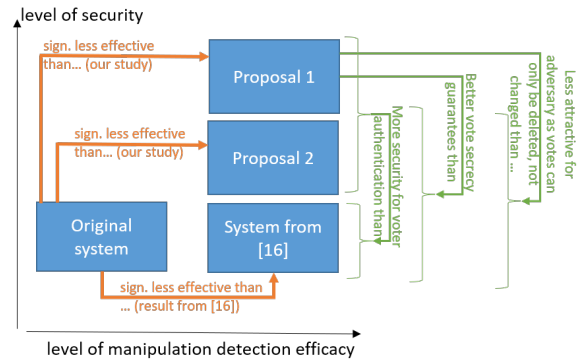 level of security
sign. less effective
than... (our study)
Proposal 1
sign. less effective
than... (our study)
Proposal 2
Original
system
System from
[16]
sign. less effective than
... (result from [16])
More security for voter
authentication than
Better vote secrecy
guarantees than
Less attractive for
adversary as votes can
only be deleted, not
changed than ...
level of manipulation detection efficacy